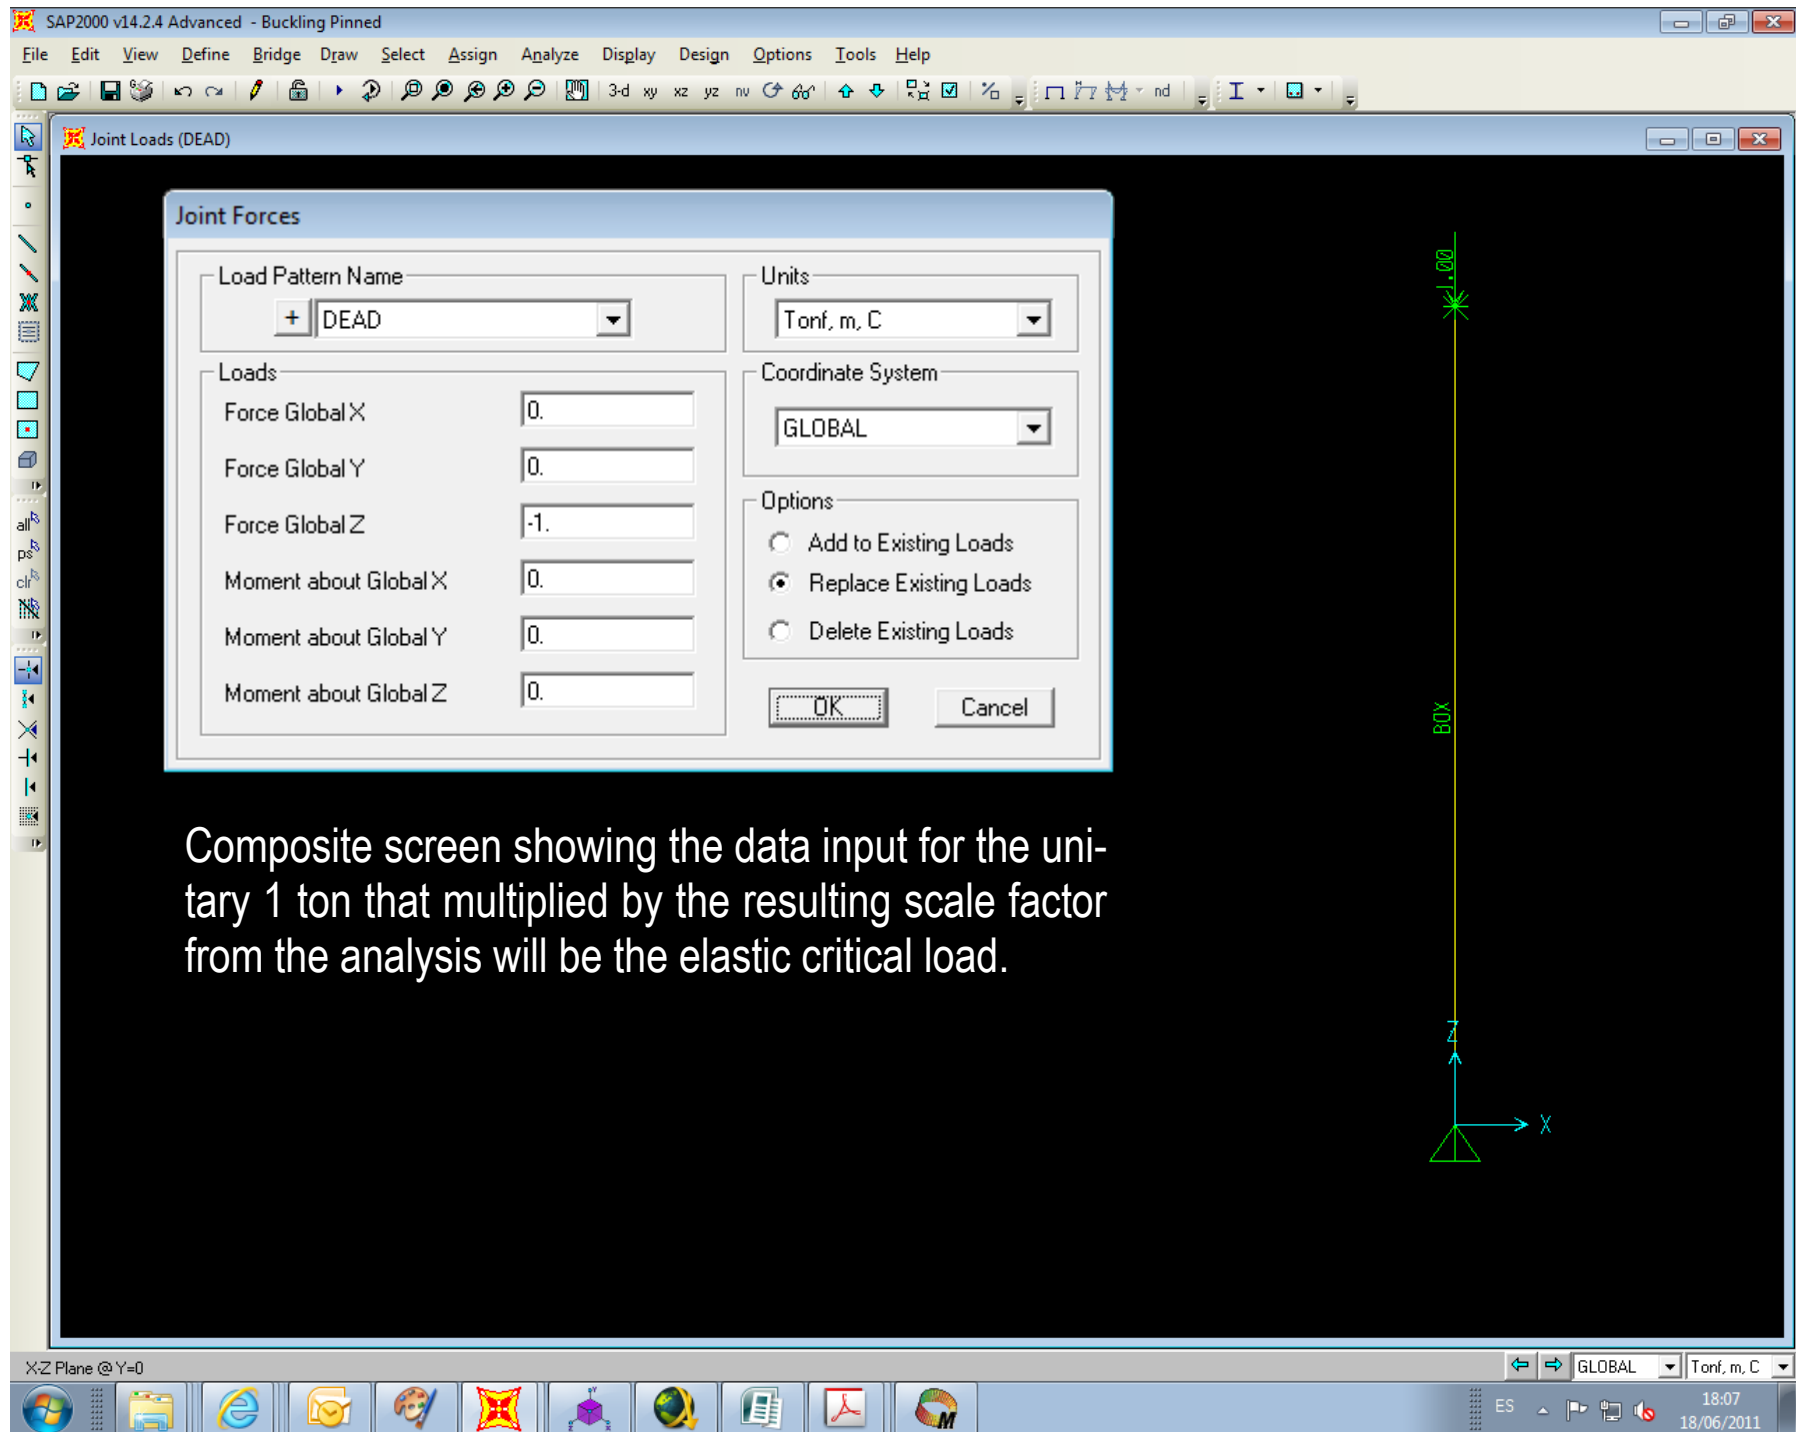 SAP2000 v14.2.4 Advanced - Buckling Pinned
File Edit View Define Bridge Draw Select Assign Analyze Display Design Options Tools Help
3-d xy xz yz nv nd
Joint Loads (DEAD)
Joint Forces
Load Pattern Name
+ DEAD
Units
Tonf, m, C
Loads
Force Global X 0.
Force Global Y 0.
Force Global Z -1.
Moment about Global X 0.
Moment about Global Y 0.
Moment about Global Z 0.
Coordinate System
GLOBAL
Options
Add to Existing Loads
Replace Existing Loads
Delete Existing Loads
OK Cancel
all
ps
clr
1.00
BOX
Z
X
Composite screen showing the data input for the uni-
tary 1 ton that multiplied by the resulting scale factor
from the analysis will be the elastic critical load.
X-Z Plane @ Y=0
GLOBAL Tonf, m, C
ES
18:07
18/06/2011